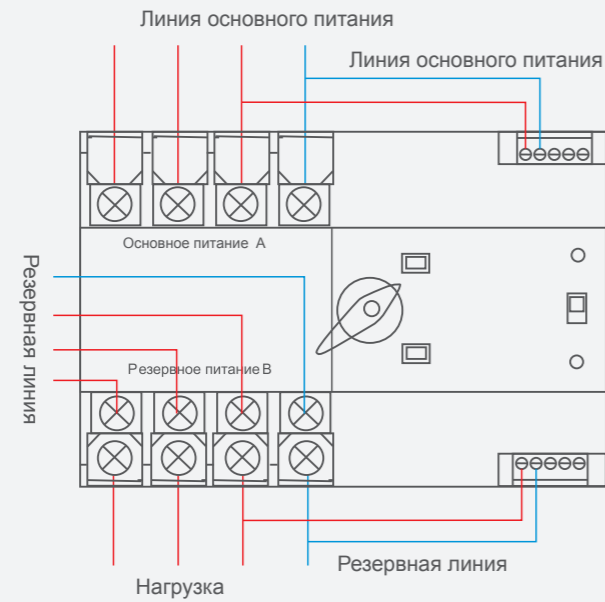 Линия основного питания
Линия основного питания
Основное питание А
Резервная линия
Резервное питание В
Резервная линия
Нагрузка